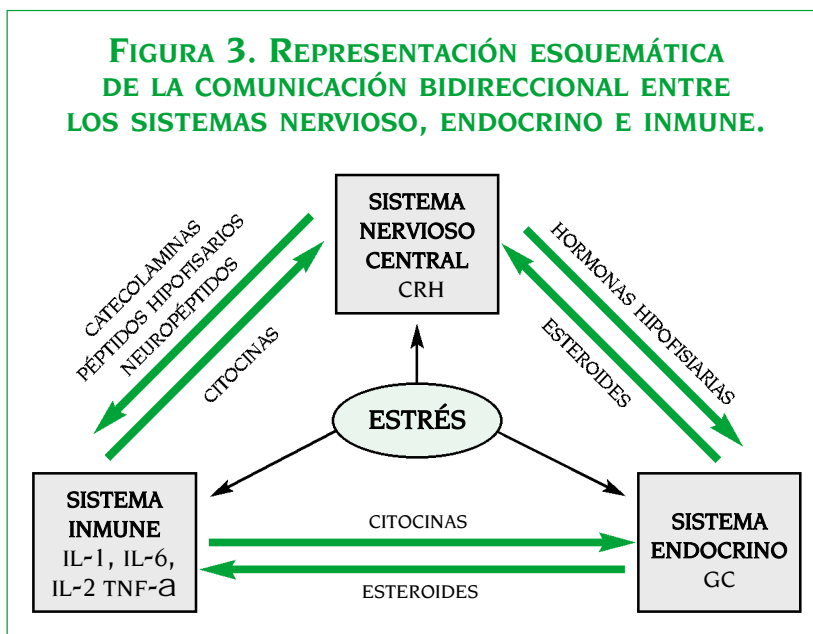 FIGURA 3. REPRESENTACIÓN ESQUEMÁTICA
DE LA COMUNICACIÓN BIDIRECCIONAL ENTRE
LOS SISTEMAS NERVIOSO, ENDOCRINO E INMUNE.
SISTEMA
NERVIOSO
CENTRAL
CRH
CATECOLAMINAS
PÉPTIDOS HIPOFISARIOS
NEUROPÉPTIDOS
CITOCINAS
HORMONAS HIPOFISIARIAS
ESTEROIDES
ESTRÉS
SISTEMA
INMUNE
IL-1, IL-6,
IL-2 TNF-a
CITOCINAS
ESTEROIDES
SISTEMA
ENDOCRINO
GC